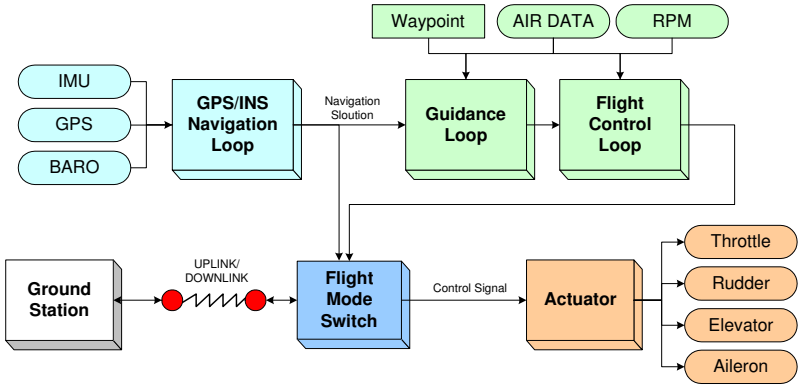 Waypoint
AIR DATA
RPM
IMU
GPS
BARO
GPS/INS
Navigation
Loop
Navigation
Sloution
Guidance
Loop
Flight
Control
Loop
Ground
Station
UPLINK/
DOWNLINK
Flight
Mode
Switch
Control Signal
Actuator
Throttle
Rudder
Elevator
Aileron